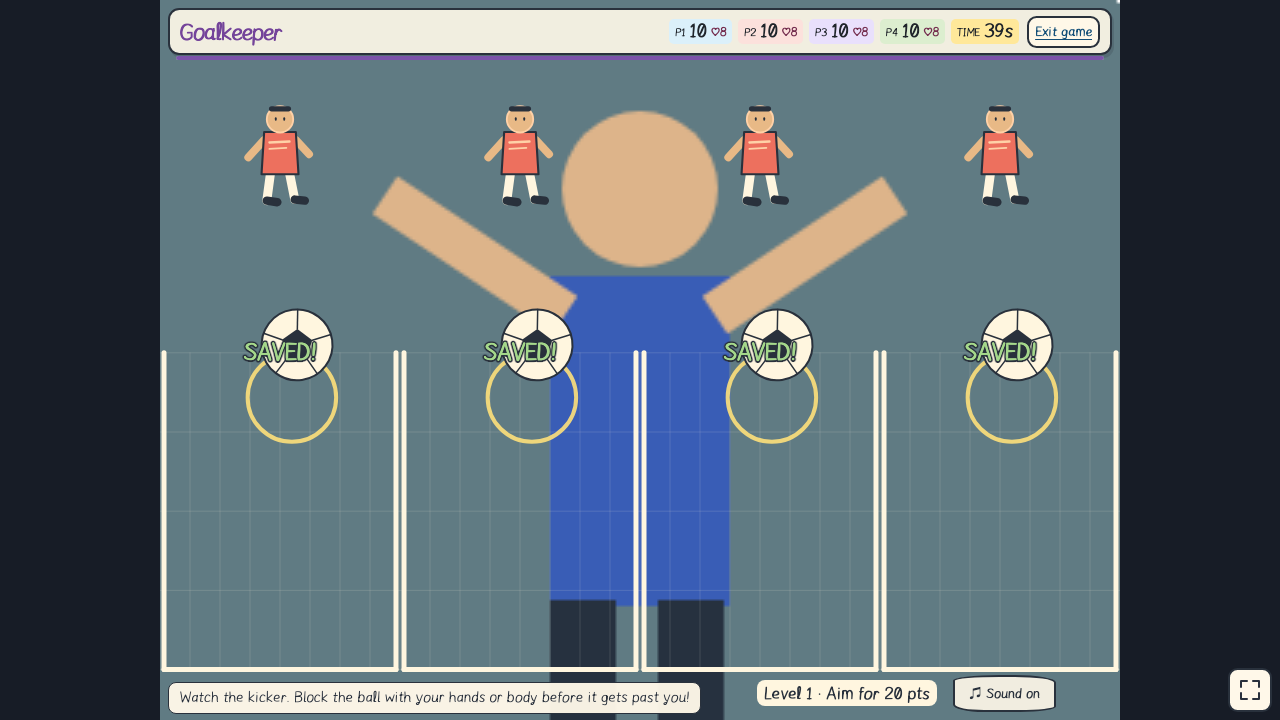 Goalkeeper
P1 10 ♡8 P2 10 ♡8 P3 10 ♡8 P4 10 ♡8 TIME 39s Exit game
SAVED! SAVED! SAVED! SAVED!
Watch the kicker. Block the ball with your hands or body before it gets past you!
Level 1 · Aim for 20 pts
♫ Sound on